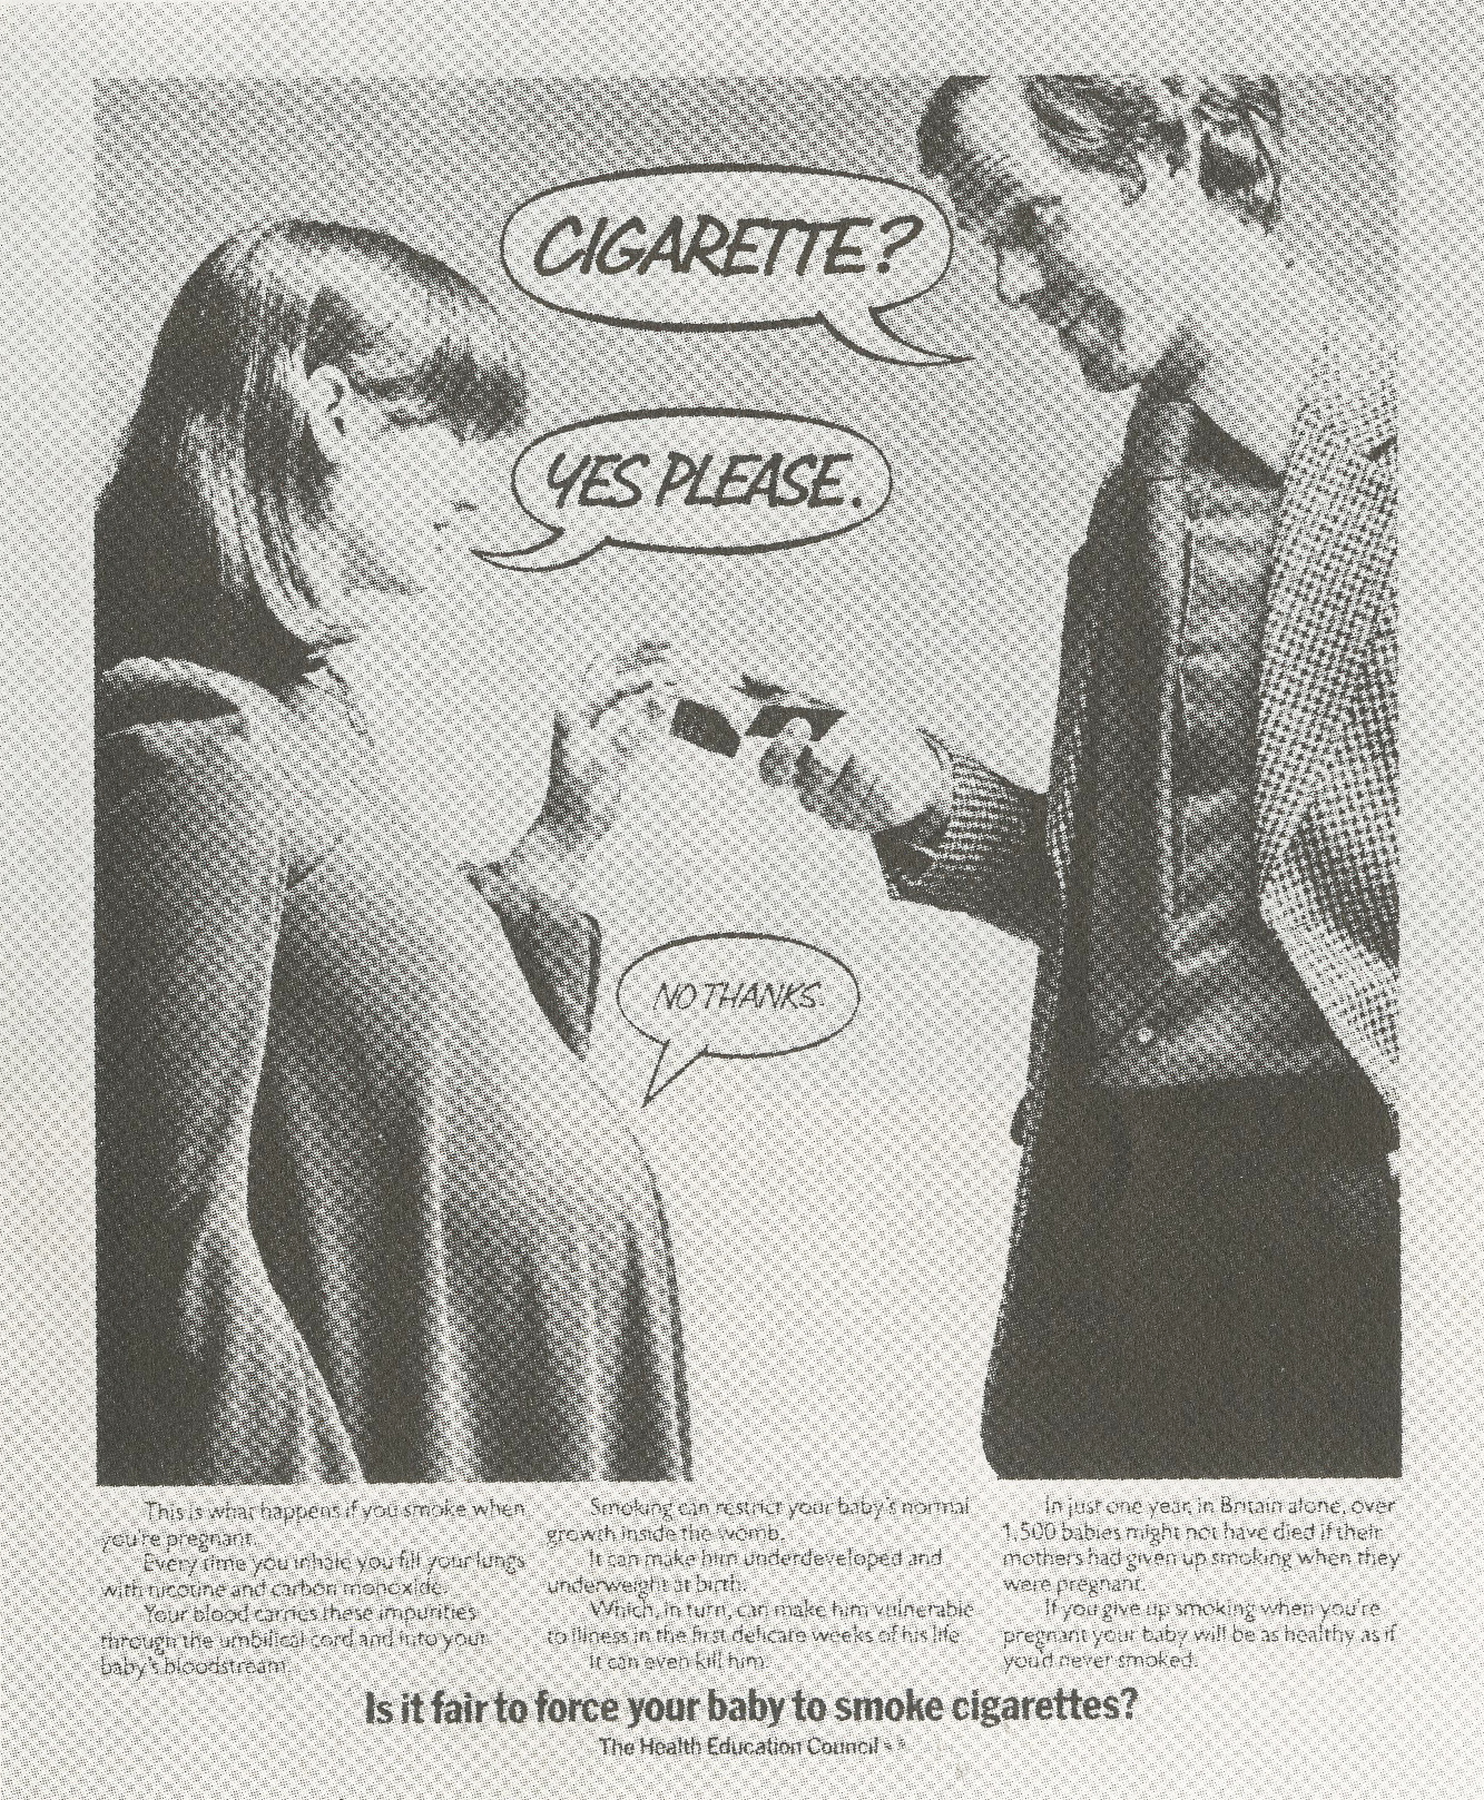 CIGARETTE?
YES PLEASE.
NO THANKS.
This is what happens if you smoke when
you're pregnant.
Every time you inhale you fill your lungs
with nicotine and carbon monoxide.
Your blood carries these impurities
through the umbilical cord and into your
baby's bloodstream.
Smoking can restrict your baby's normal
growth inside the womb.
It can make him underdeveloped and
underweight at birth.
Which, in turn, can make him vulnerable
to illness in the first delicate weeks of his life.
It can even kill him.
In just one year, in Britain alone, over
1,500 babies might not have died if their
mothers had given up smoking when they
were pregnant.
If you give up smoking when you're
pregnant your baby will be as healthy as if
you'd never smoked.
Is it fair to force your baby to smoke cigarettes?
The Health Education Council